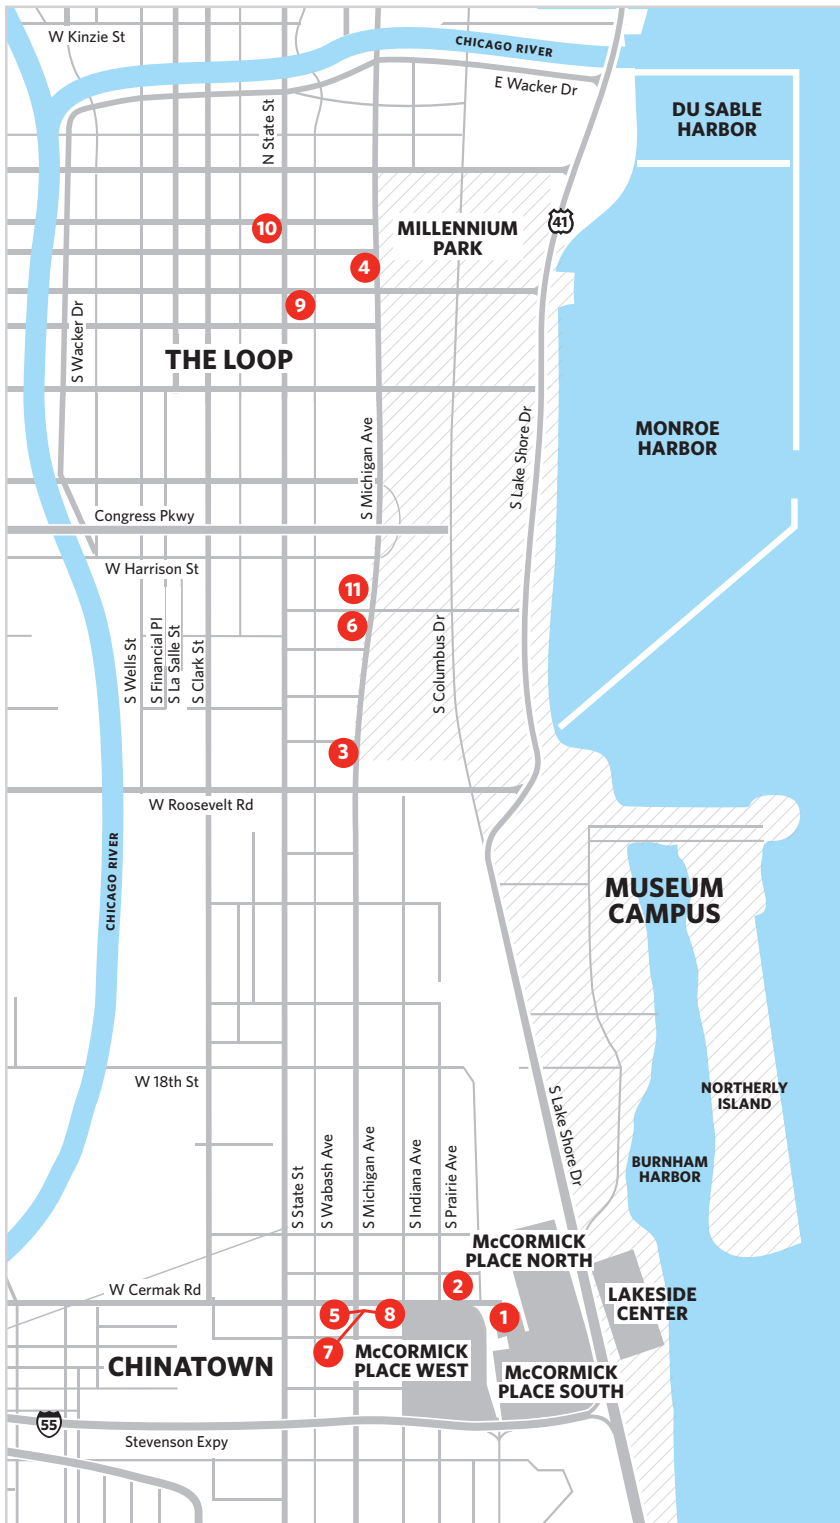 W Kinzie St
CHICAGO RIVER
E Wacker Dr
DU SABLE
HARBOR
N State St
41
10
MILLENNIUM
PARK
4
9
S Wacker Dr
THE LOOP
MONROE
HARBOR
S Lake Shore Dr
S Michigan Ave
Congress Pkwy
W Harrison St
11
6
S Wells St
S Financial Pl
S La Salle St
S Clark St
S Columbus Dr
3
W Roosevelt Rd
CHICAGO RIVER
MUSEUM
CAMPUS
W 18th St
NORTHERLY
ISLAND
S Lake Shore Dr
BURNHAM
HARBOR
S State St
S Wabash Ave
S Michigan Ave
S Indiana Ave
S Prairie Ave
McCORMICK
PLACE NORTH
W Cermak Rd
2
LAKESIDE
CENTER
5
8
1
7
McCORMICK
PLACE WEST
CHINATOWN
McCORMICK
PLACE SOUTH
55
Stevenson Expy